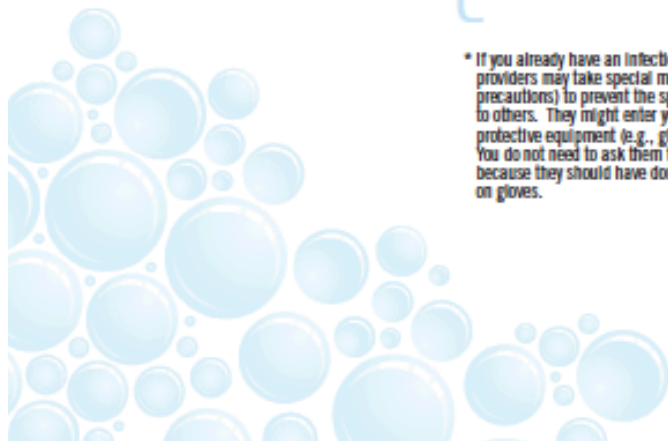 * If you already have an infecti
providers may take special m
precautions) to prevent the sp
to others. They might enter y
protective equipment (e.g., g
You do not need to ask them t
because they should have do
on gloves.